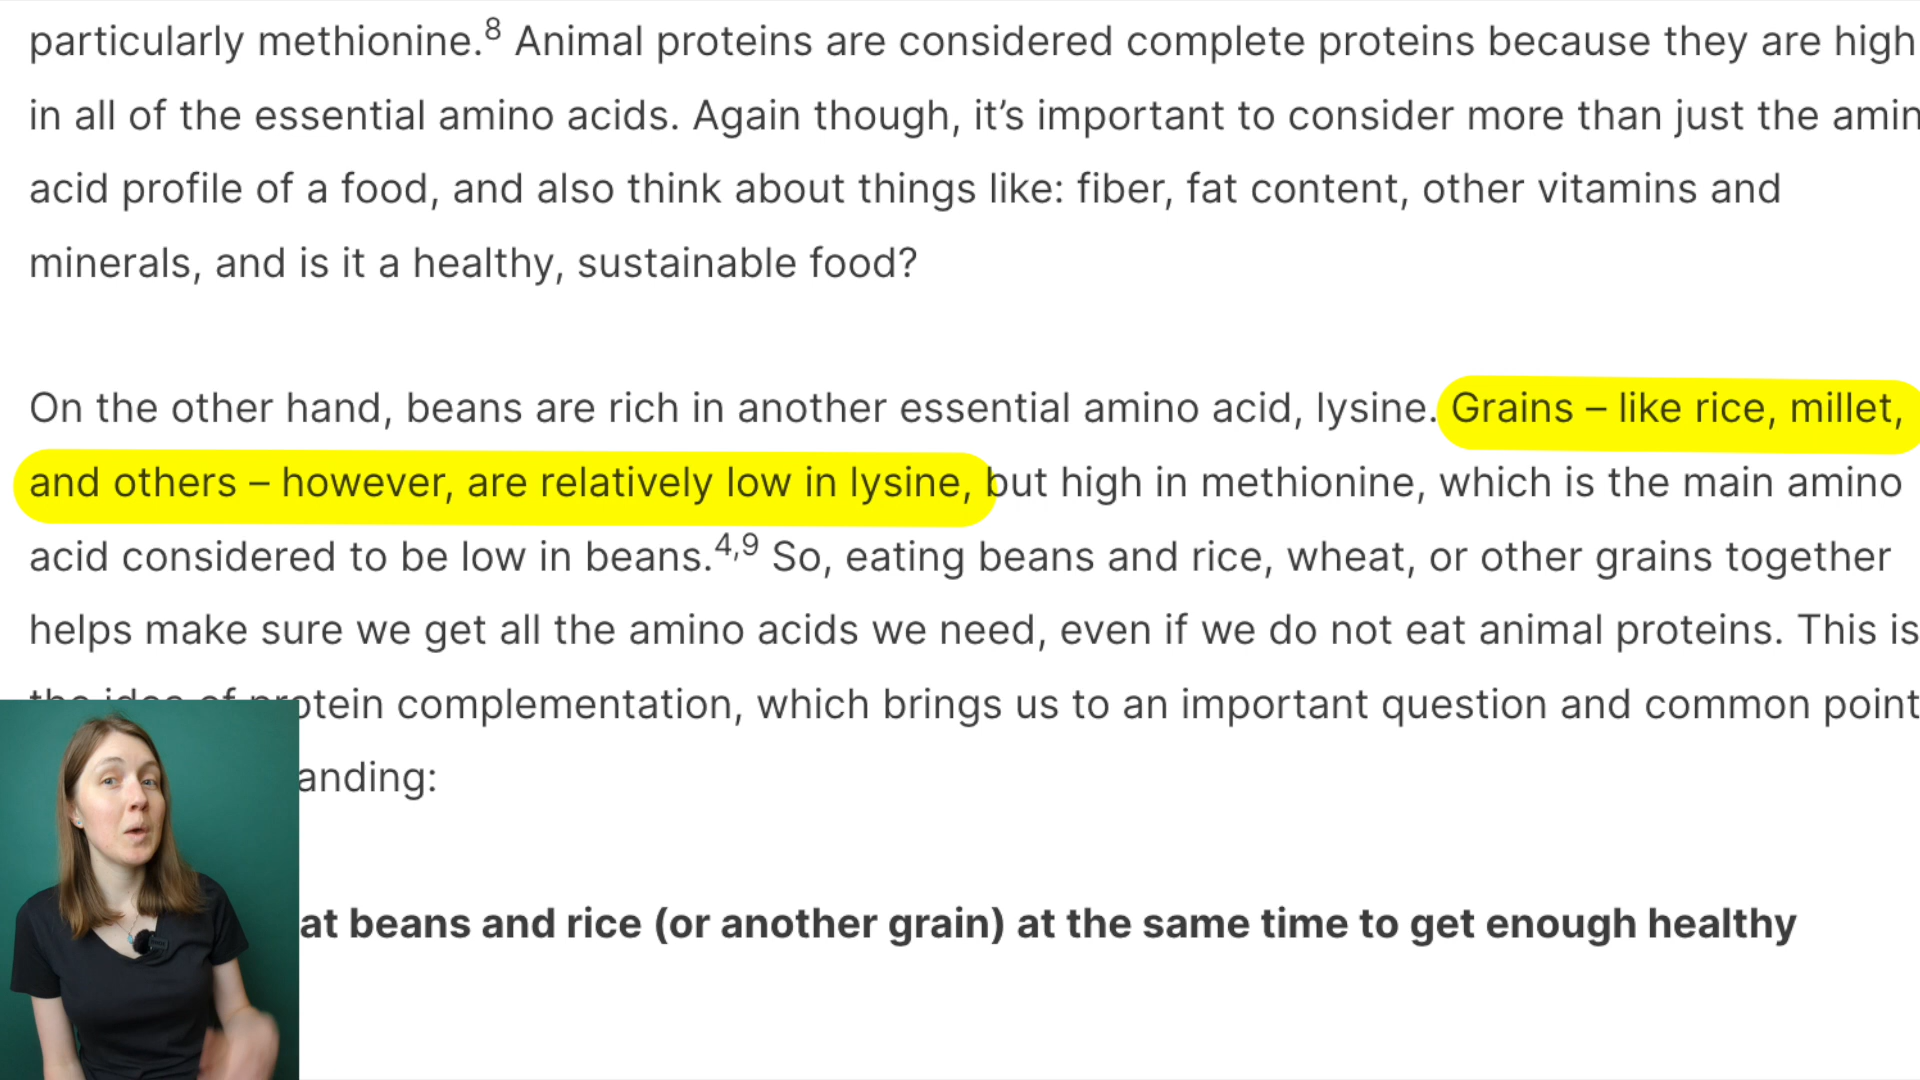 particularly methionine.8 Animal proteins are considered complete proteins because they are high
in all of the essential amino acids. Again though, it’s important to consider more than just the amin
acid profile of a food, and also think about things like: fiber, fat content, other vitamins and
minerals, and is it a healthy, sustainable food?
On the other hand, beans are rich in another essential amino acid, lysine. Grains – like rice, millet,
and others – however, are relatively low in lysine, but high in methionine, which is the main amino
acid considered to be low in beans.4,9 So, eating beans and rice, wheat, or other grains together
helps make sure we get all the amino acids we need, even if we do not eat animal proteins. This is
the idea of protein complementation, which brings us to an important question and common point
anding:
at beans and rice (or another grain) at the same time to get enough healthy